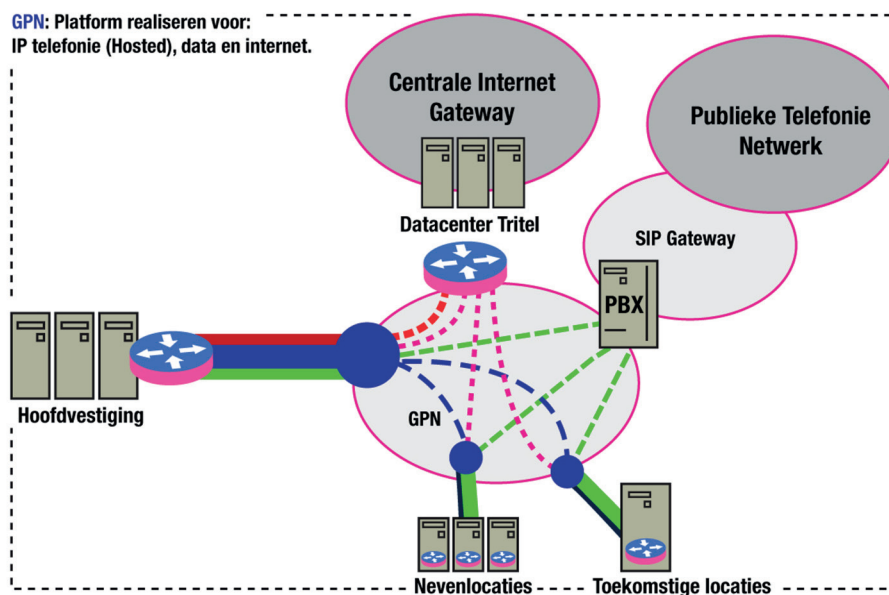 GPN: Platform realiseren voor:
IP telefonie (Hosted), data en internet.
Centrale Internet
Gateway
Publieke Telefonie
Netwerk
Datacenter Tritel
SIP Gateway
PBX
Hoofdvestiging
GPN
Nevenlocaties
Toekomstige locaties